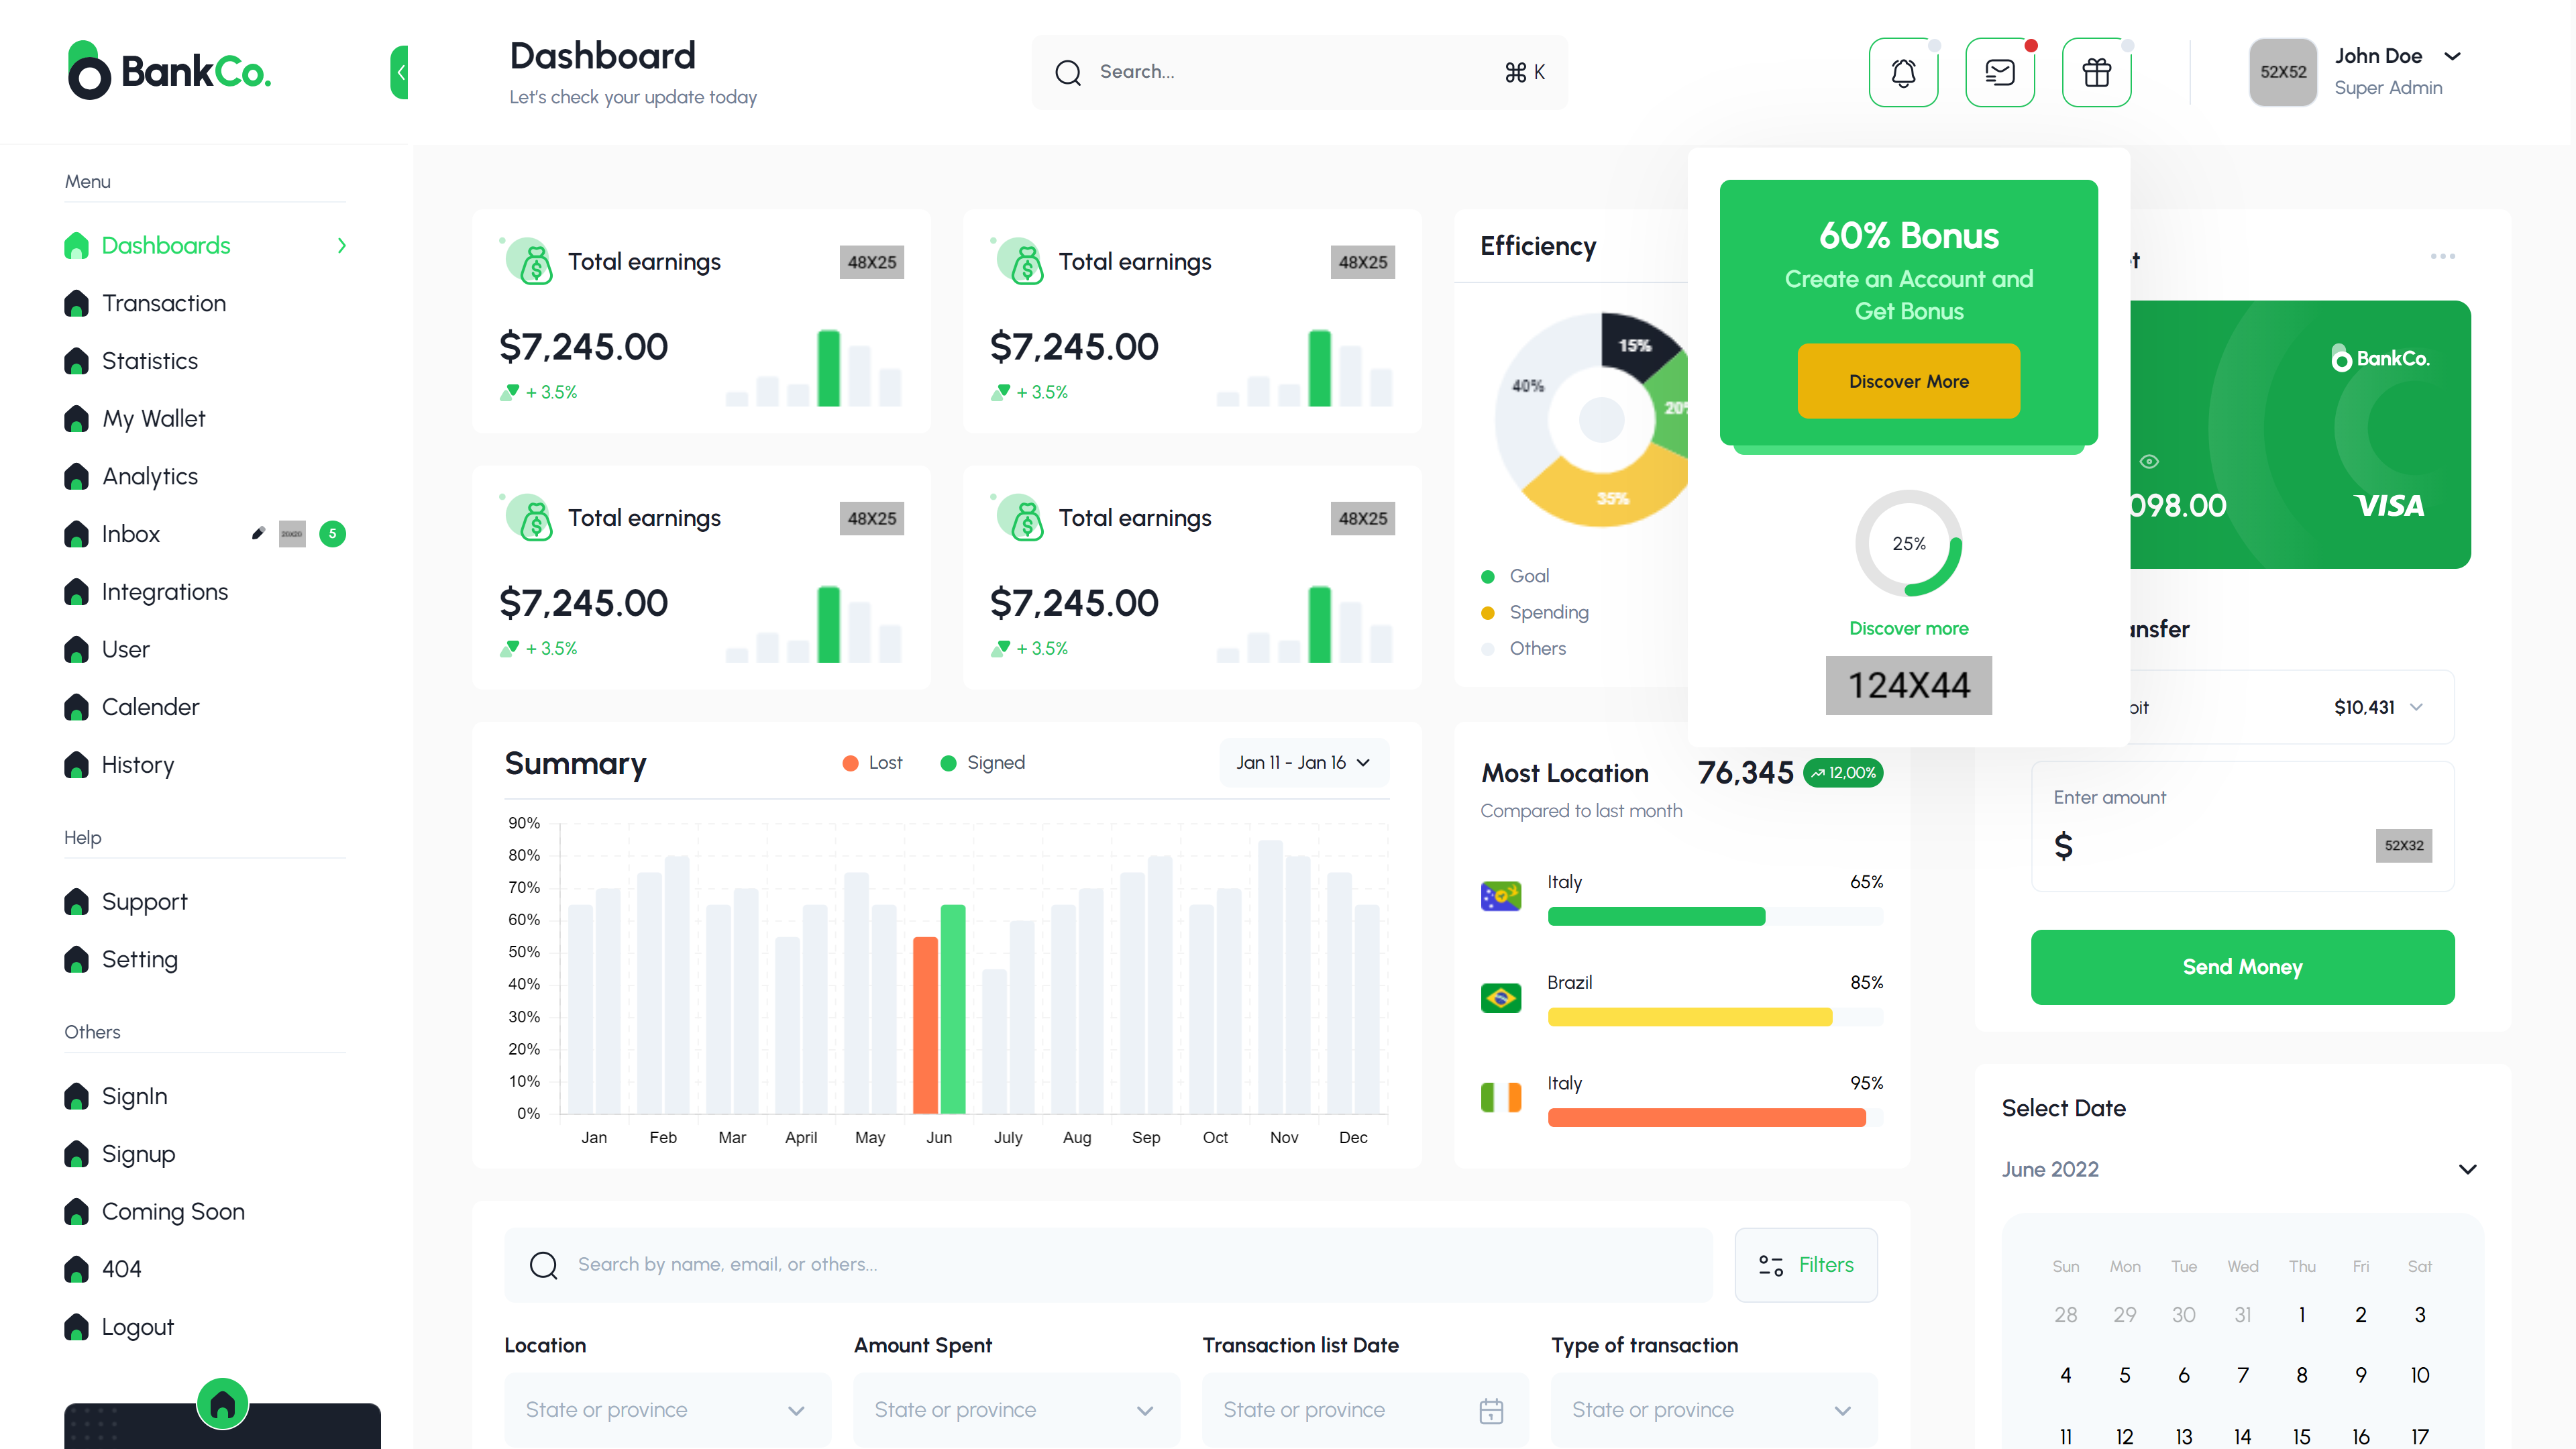 BankCo.
Dashboard
Let's check your update today
Search...
⌘ K
52X52
John Doe
Super Admin
Menu
Dashboards
Transaction
Statistics
My Wallet
Analytics
Inbox
20X20
5
Integrations
User
Calender
History
Help
Support
Setting
Others
SignIn
Signup
Coming Soon
404
Logout
Total earnings
48X25
$7,245.00
+ 3.5%
Total earnings
48X25
$7,245.00
+ 3.5%
Total earnings
48X25
$7,245.00
+ 3.5%
Total earnings
48X25
$7,245.00
+ 3.5%
Efficiency
15%
40%
20%
35%
Goal
Spending
Others
60% Bonus
Create an Account and
Get Bonus
Discover More
25%
Discover more
124X44
BankCo.
098.00
VISA
ansfer
$10,431
Enter amount
$
52X32
Send Money
Summary
Lost
Signed
Jan 11 - Jan 16
90%
80%
70%
60%
50%
40%
30%
20%
10%
0%
Jan Feb Mar April May Jun July Aug Sep Oct Nov Dec
Most Location
76,345
12,00%
Compared to last month
Italy 65%
Brazil 85%
Italy 95%
Search by name, email, or others...
Filters
Location
State or province
Amount Spent
State or province
Transaction list Date
State or province
Type of transaction
State or province
Select Date
June 2022
Sun Mon Tue Wed Thu Fri Sat
28 29 30 31 1 2 3
4 5 6 7 8 9 10
11 12 13 14 15 16 17